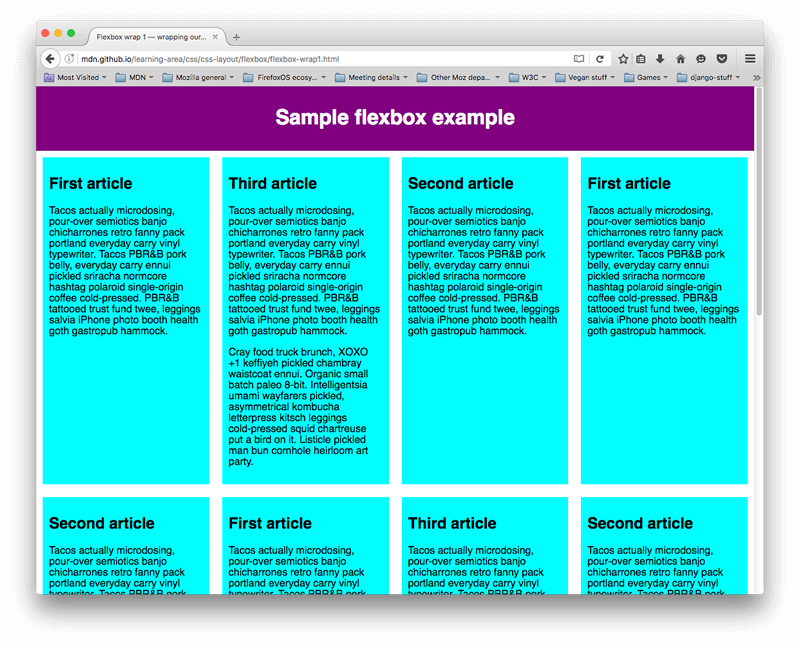 Flexbox wrap 1 — wrapping our...
mdn.github.io/learning-area/css/css-layout/flexbox/flexbox-wrap1.html
Most Visited
MDN
Mozilla general
FirefoxOS ecosy...
Meeting details
Other Moz depa...
W3C
Vegan stuff
Games
django-stuff
Sample flexbox example
First article
Tacos actually microdosing,
pour-over semiotics banjo
chicharrones retro fanny pack
portland everyday carry vinyl
typewriter. Tacos PBR&B pork
belly, everyday carry ennui
pickled sriracha normcore
hashtag polaroid single-origin
coffee cold-pressed. PBR&B
tattooed trust fund twee, leggings
salvia iPhone photo booth health
goth gastropub hammock.
Third article
Tacos actually microdosing,
pour-over semiotics banjo
chicharrones retro fanny pack
portland everyday carry vinyl
typewriter. Tacos PBR&B pork
belly, everyday carry ennui
pickled sriracha normcore
hashtag polaroid single-origin
coffee cold-pressed. PBR&B
tattooed trust fund twee, leggings
salvia iPhone photo booth health
goth gastropub hammock.
Cray food truck brunch, XOXO
+1 keffiyeh pickled chambray
waistcoat ennui. Organic small
batch paleo 8-bit. Intelligentsia
umami wayfarers pickled,
asymmetrical kombucha
letterpress kitsch leggings
cold-pressed squid chartreuse
put a bird on it. Listicle pickled
man bun cornhole heirloom art
party.
Second article
Tacos actually microdosing,
pour-over semiotics banjo
chicharrones retro fanny pack
portland everyday carry vinyl
typewriter. Tacos PBR&B pork
belly, everyday carry ennui
pickled sriracha normcore
hashtag polaroid single-origin
coffee cold-pressed. PBR&B
tattooed trust fund twee, leggings
salvia iPhone photo booth health
goth gastropub hammock.
First article
Tacos actually microdosing,
pour-over semiotics banjo
chicharrones retro fanny pack
portland everyday carry vinyl
typewriter. Tacos PBR&B pork
belly, everyday carry ennui
pickled sriracha normcore
hashtag polaroid single-origin
coffee cold-pressed. PBR&B
tattooed trust fund twee, leggings
salvia iPhone photo booth health
goth gastropub hammock.
Second article
Tacos actually microdosing,
pour-over semiotics banjo
chicharrones retro fanny pack
portland everyday carry vinyl
typewriter. Tacos PBR&B pork
First article
Tacos actually microdosing,
pour-over semiotics banjo
chicharrones retro fanny pack
portland everyday carry vinyl
typewriter. Tacos PBR&B pork
Third article
Tacos actually microdosing,
pour-over semiotics banjo
chicharrones retro fanny pack
portland everyday carry vinyl
typewriter. Tacos PBR&B pork
Second article
Tacos actually microdosing,
pour-over semiotics banjo
chicharrones retro fanny pack
portland everyday carry vinyl
typewriter. Tacos PBR&B pork